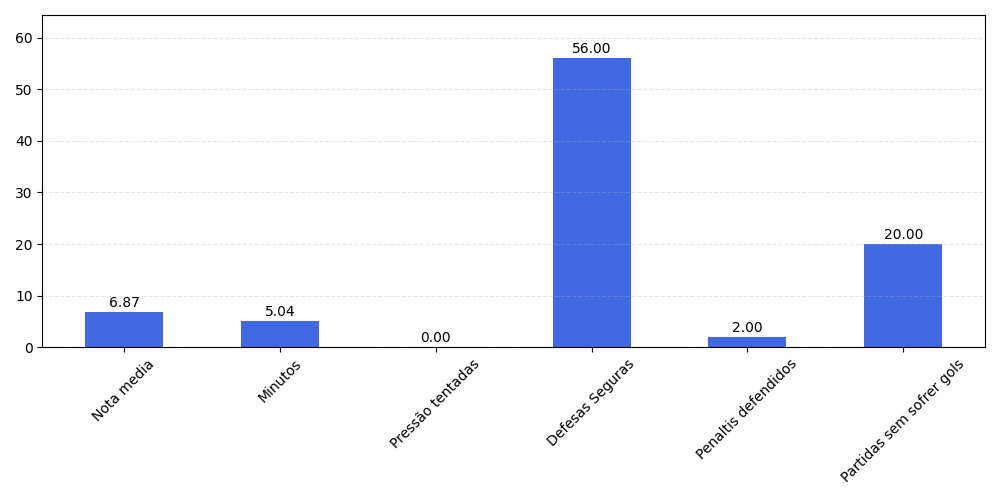 60
50
40
30
20
10
0
6.87
5.04
0.00
56.00
2.00
20.00
Nota media
Minutos
Pressão tentadas
Defesas Seguras
Penaltis defendidos
Partidas sem sofrer gols